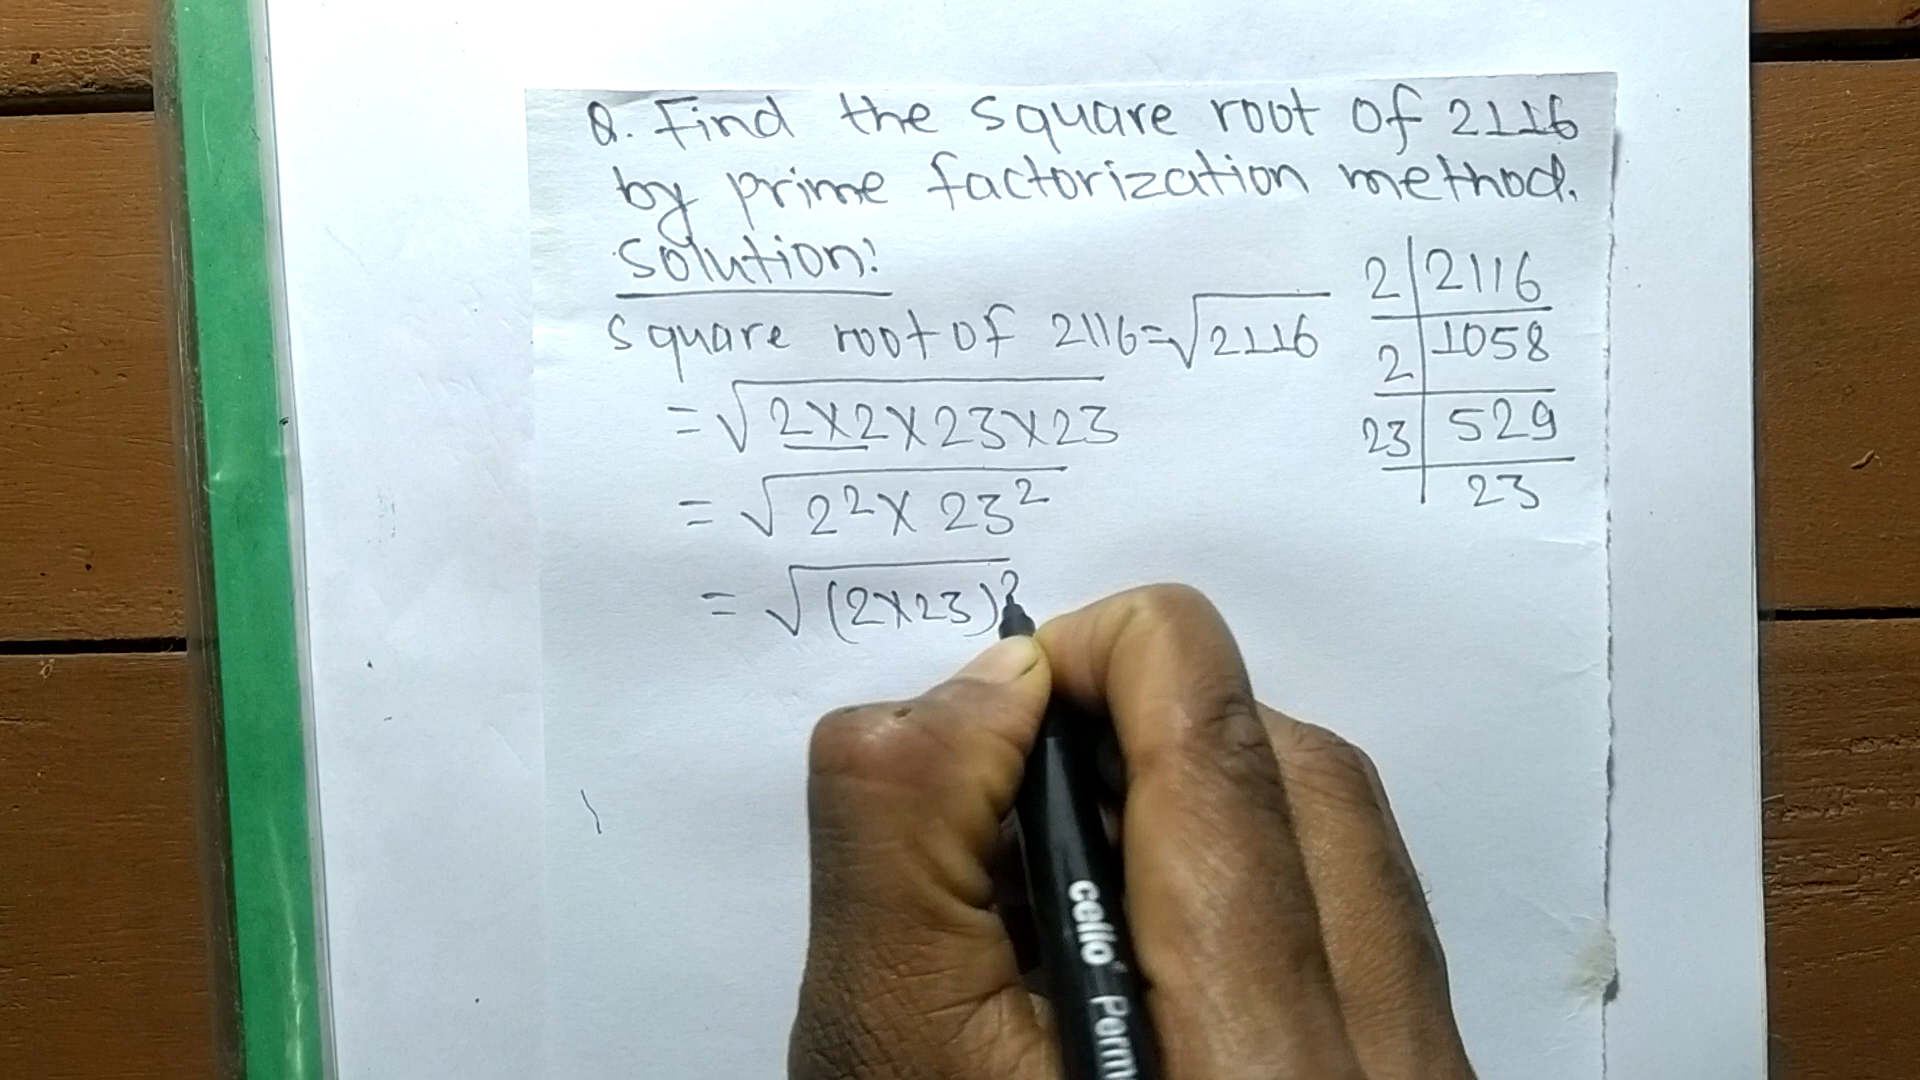 Q. Find the square root of 2116
by prime factorization method.
Solution:
square root of 2116=√2116
=√2×2×23×23
=√2²×23²
=√(2×23)²
2|2116
2|1058
23|529
23
cello Perm